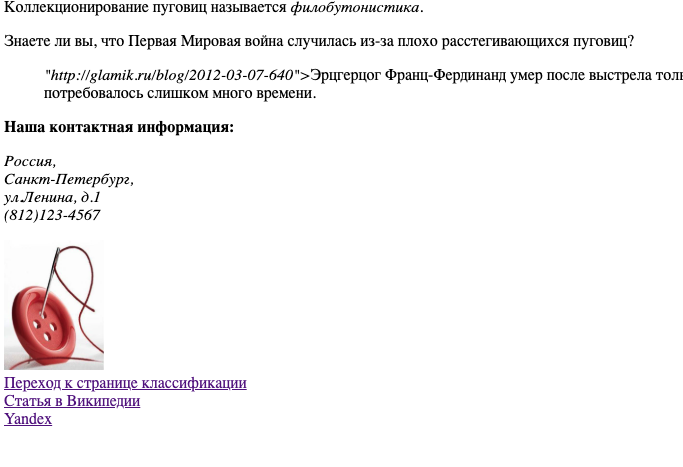 Коллекционирование пуговиц называется филобутонистика.
Знаете ли вы, что Первая Мировая война случилась из-за плохо расстегивающихся пуговиц?
"http://glamik.ru/blog/2012-03-07-640">Эрцгерцог Франц-Фердинанд умер после выстрела толь
потребовалось слишком много времени.
Наша контактная информация:
Россия,
Санкт-Петербург,
ул.Ленина, д.1
(812)123-4567
Переход к странице классификации
Статья в Википедии
Yandex